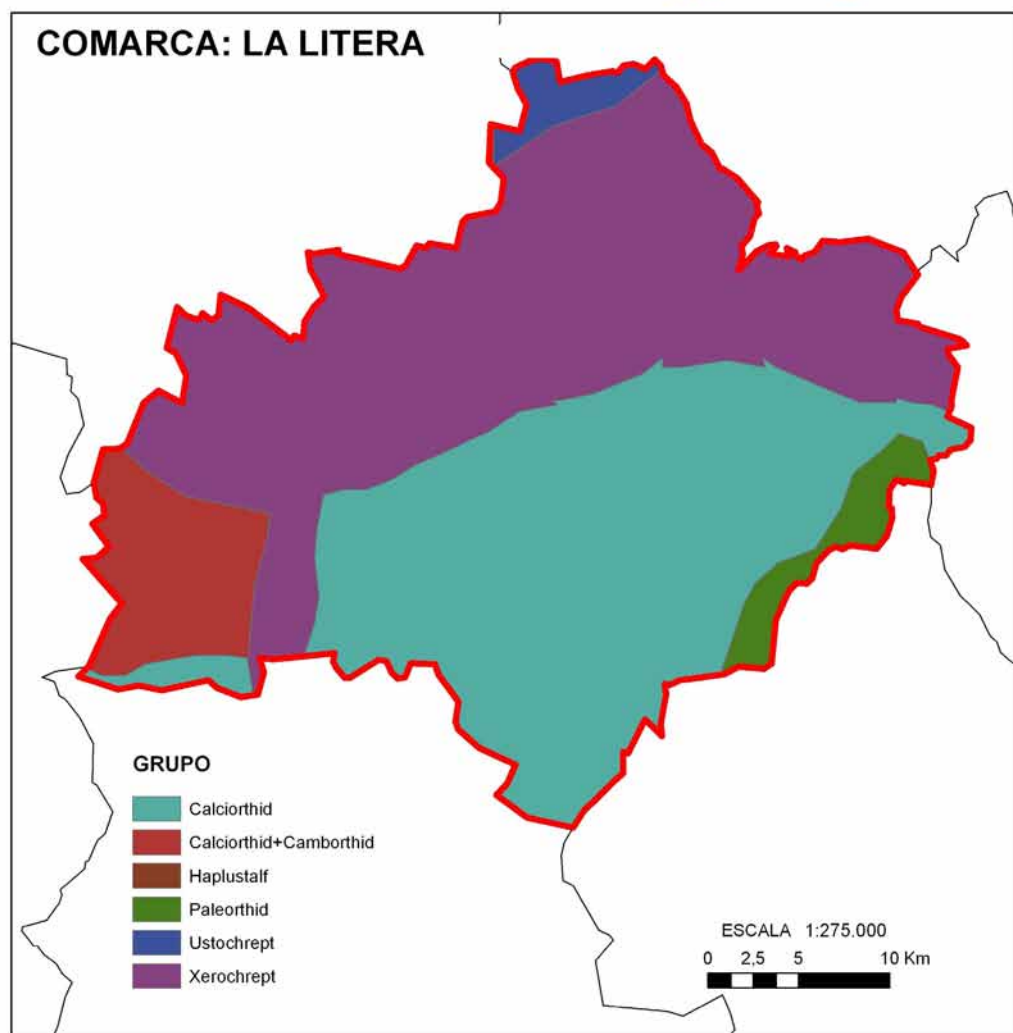 COMARCA: LA LITERA
GRUPO
Calciorthid
Calciorthid+Camborthid
Haplustalf
Paleorthid
Ustochrept
Xerochrept
ESCALA 1:275.000
0 2,5 5 10 Km